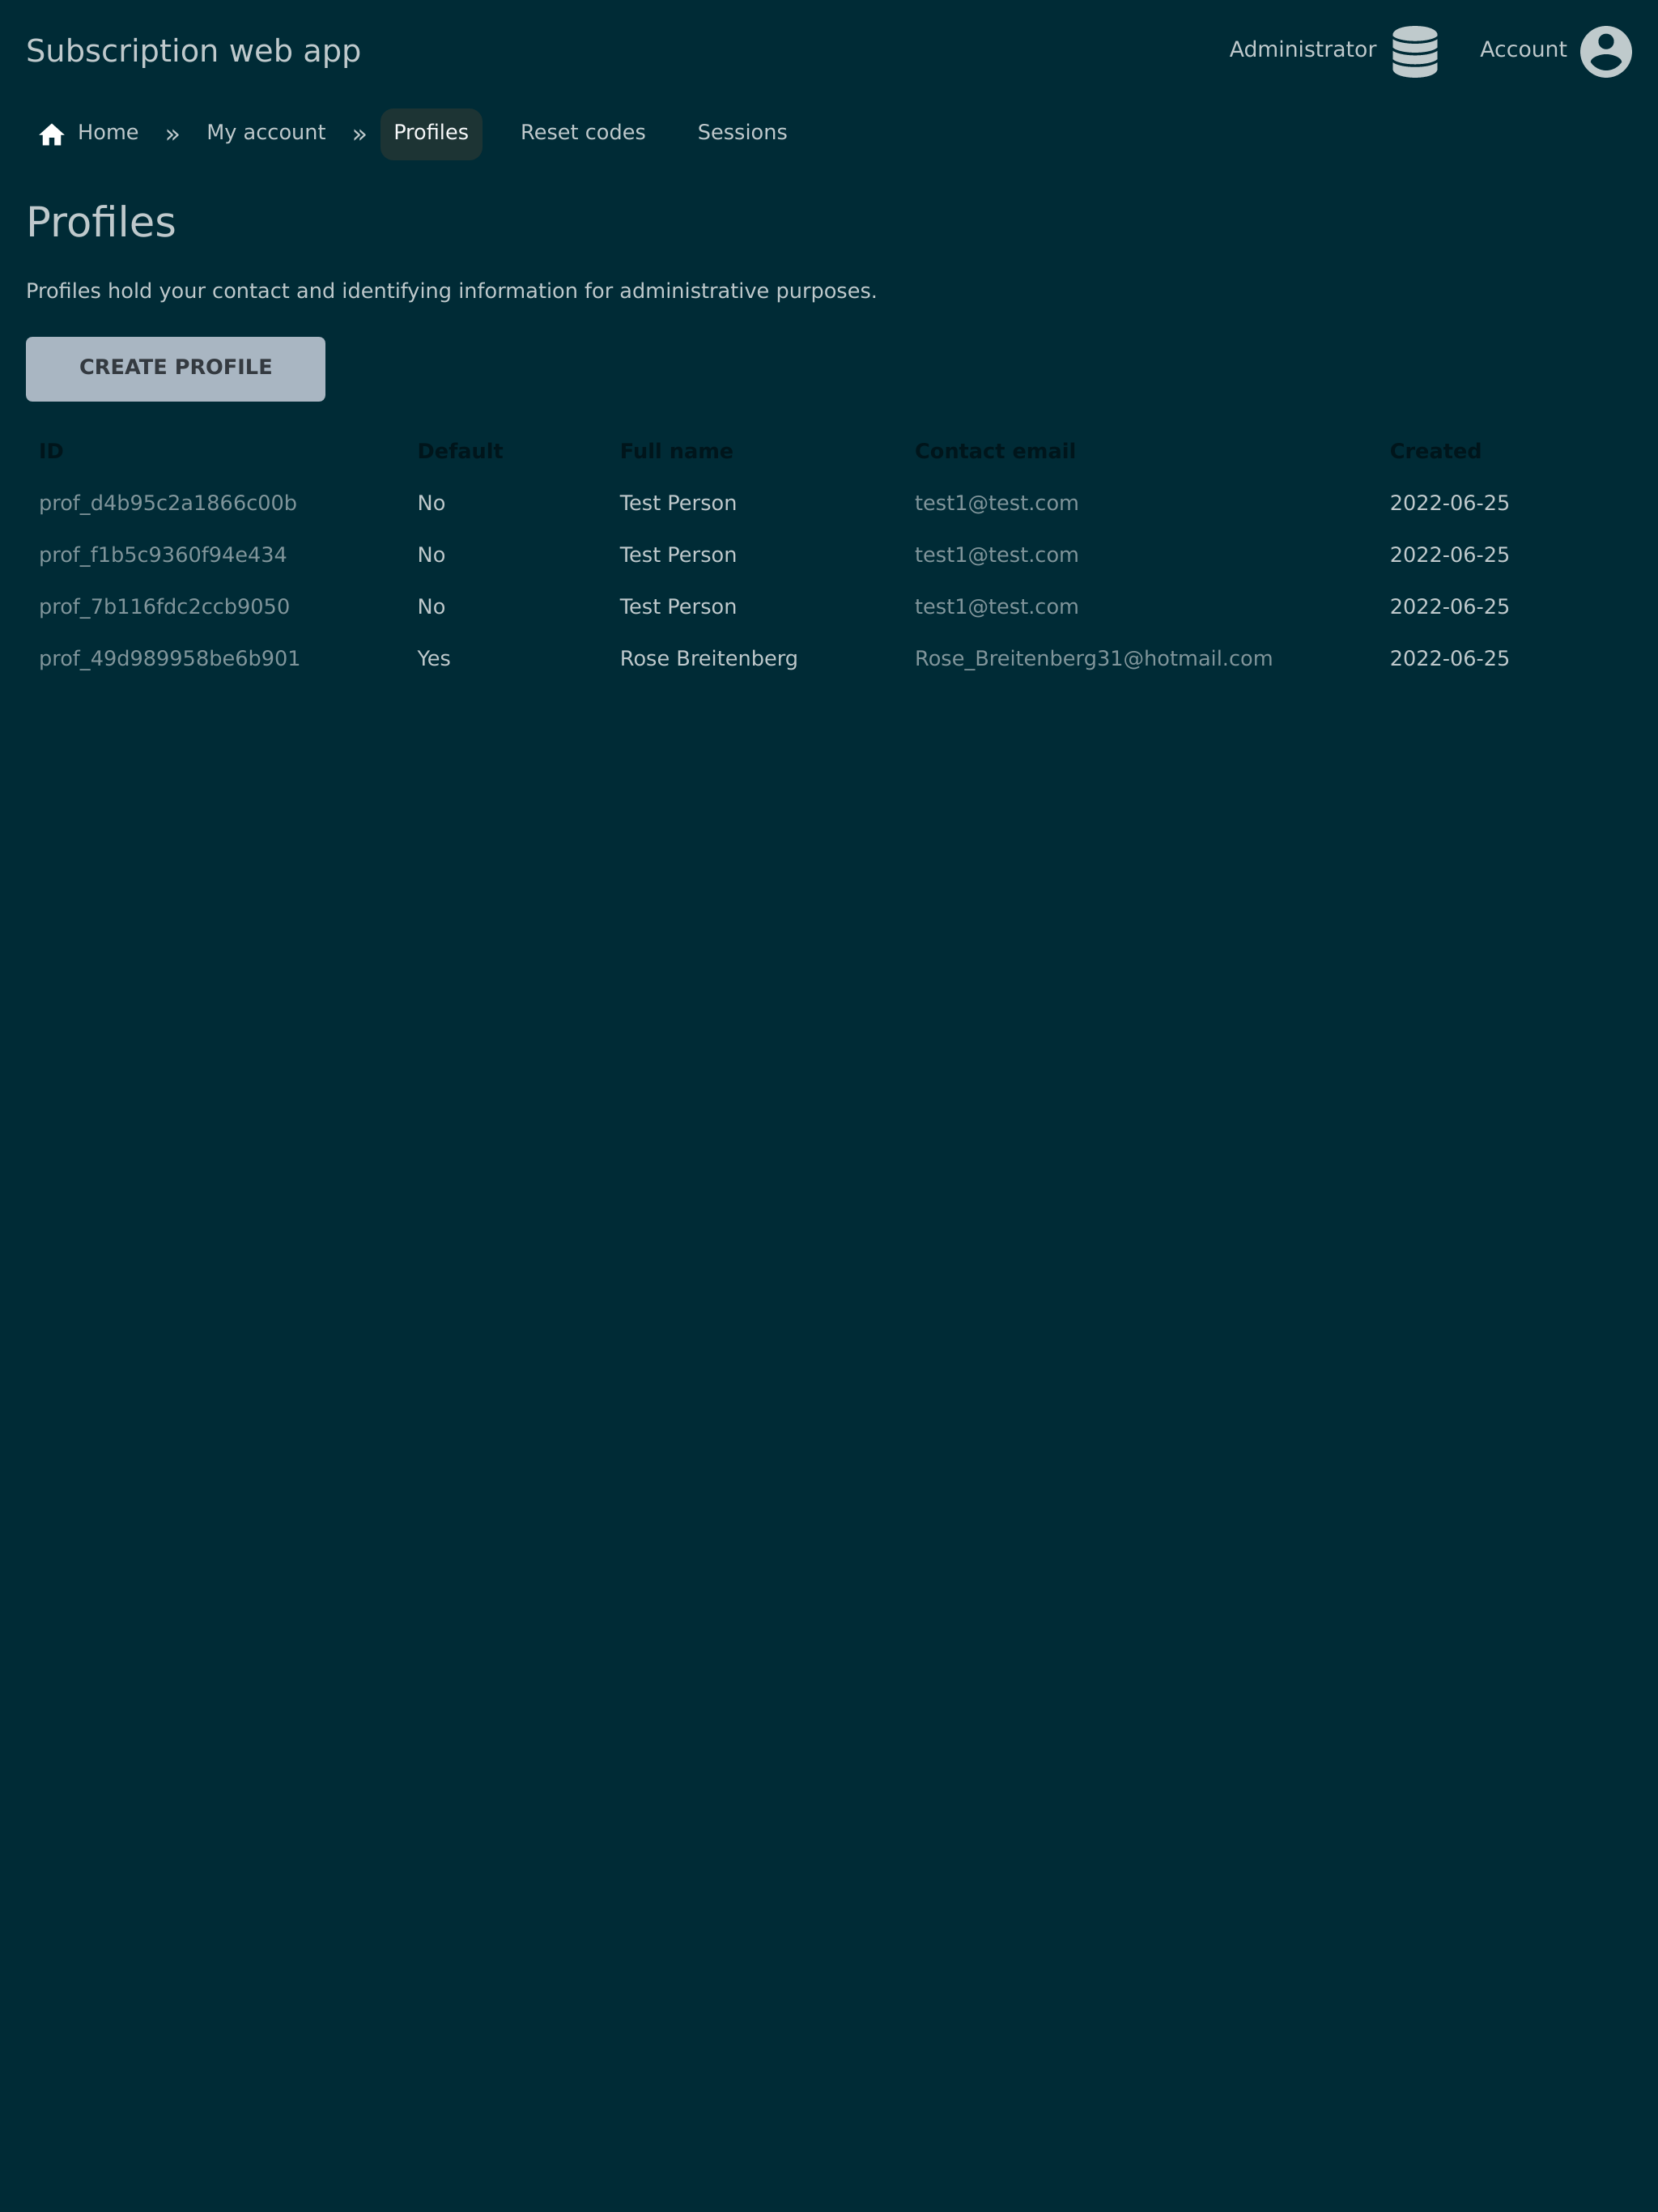 Subscription web app Administrator Account
Home » My account » Profiles Reset codes Sessions
Profiles
Profiles hold your contact and identifying information for administrative purposes.
CREATE PROFILE
ID Default Full name Contact email Created
prof_d4b95c2a1866c00b No Test Person test1@test.com 2022-06-25
prof_f1b5c9360f94e434 No Test Person test1@test.com 2022-06-25
prof_7b116fdc2ccb9050 No Test Person test1@test.com 2022-06-25
prof_49d989958be6b901 Yes Rose Breitenberg Rose_Breitenberg31@hotmail.com 2022-06-25